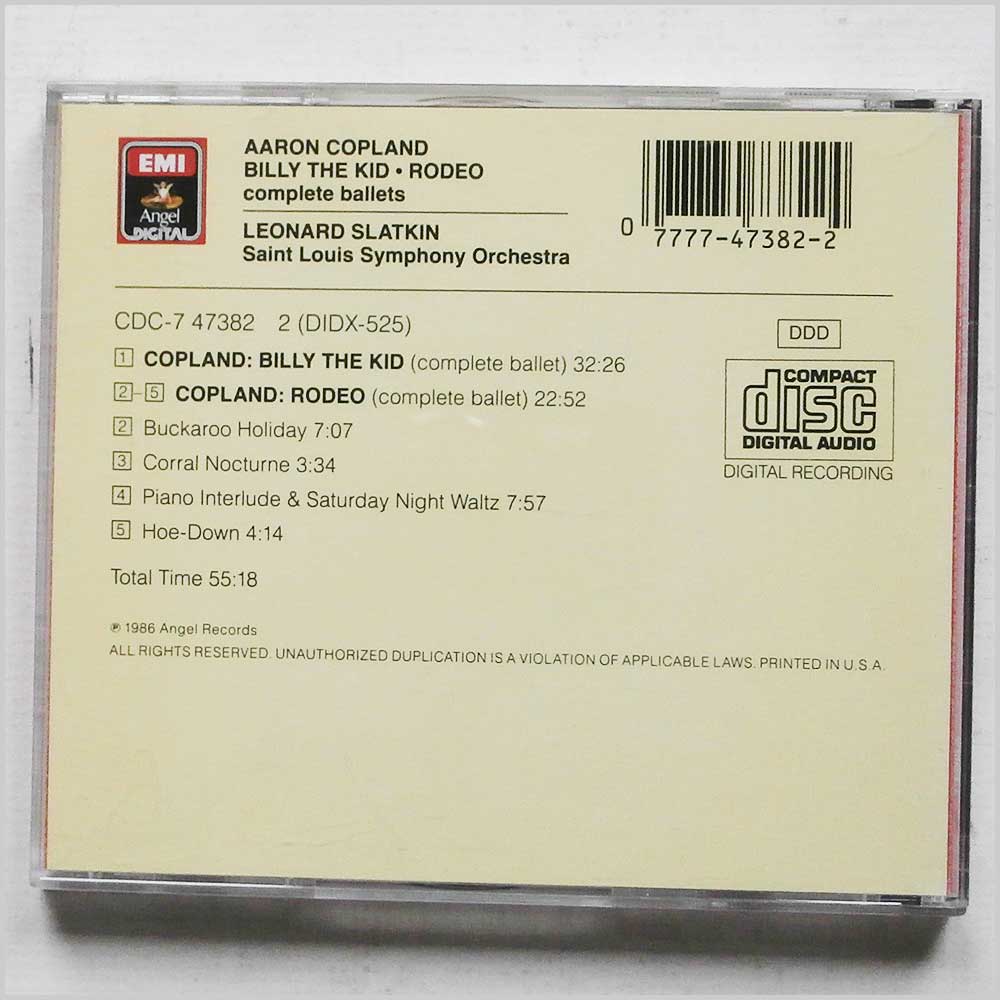 EMI
Angel
DIGITAL
AARON COPLAND
BILLY THE KID • RODEO
complete ballets
LEONARD SLATKIN
Saint Louis Symphony Orchestra
0 7777-47382-2
CDC-7 47382 2 (DIDX-525)
1 COPLAND: BILLY THE KID (complete ballet) 32:26
2-5 COPLAND: RODEO (complete ballet) 22:52
2 Buckaroo Holiday 7:07
3 Corral Nocturne 3:34
4 Piano Interlude & Saturday Night Waltz 7:57
5 Hoe-Down 4:14
Total Time 55:18
DDD
COMPACT
disc
DIGITAL AUDIO
DIGITAL RECORDING
℗ 1986 Angel Records
ALL RIGHTS RESERVED. UNAUTHORIZED DUPLICATION IS A VIOLATION OF APPLICABLE LAWS. PRINTED IN U.S.A.